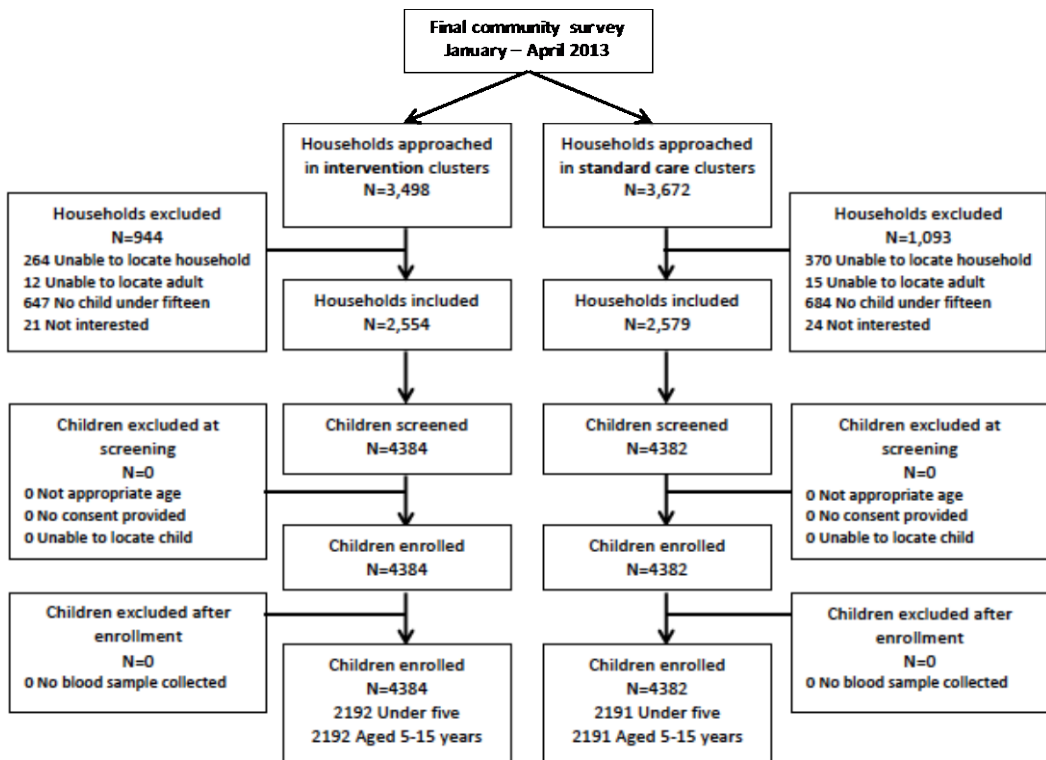 Final community survey
January – April 2013
Households approached
in intervention clusters
N=3,498
Households approached
in standard care clusters
N=3,672
Households excluded
N=944
264 Unable to locate household
12 Unable to locate adult
647 No child under fifteen
21 Not interested
Households excluded
N=1,093
370 Unable to locate household
15 Unable to locate adult
684 No child under fifteen
24 Not interested
Households included
N=2,554
Households included
N=2,579
Children excluded at
screening
N=0
0 Not appropriate age
0 No consent provided
0 Unable to locate child
Children screened
N=4384
Children screened
N=4382
Children excluded at
screening
N=0
0 Not appropriate age
0 No consent provided
0 Unable to locate child
Children enrolled
N=4384
Children enrolled
N=4382
Children excluded after
enrollment
N=0
0 No blood sample collected
Children enrolled
N=4384
2192 Under five
2192 Aged 5-15 years
Children enrolled
N=4382
2191 Under five
2191 Aged 5-15 years
Children excluded after
enrollment
N=0
0 No blood sample collected